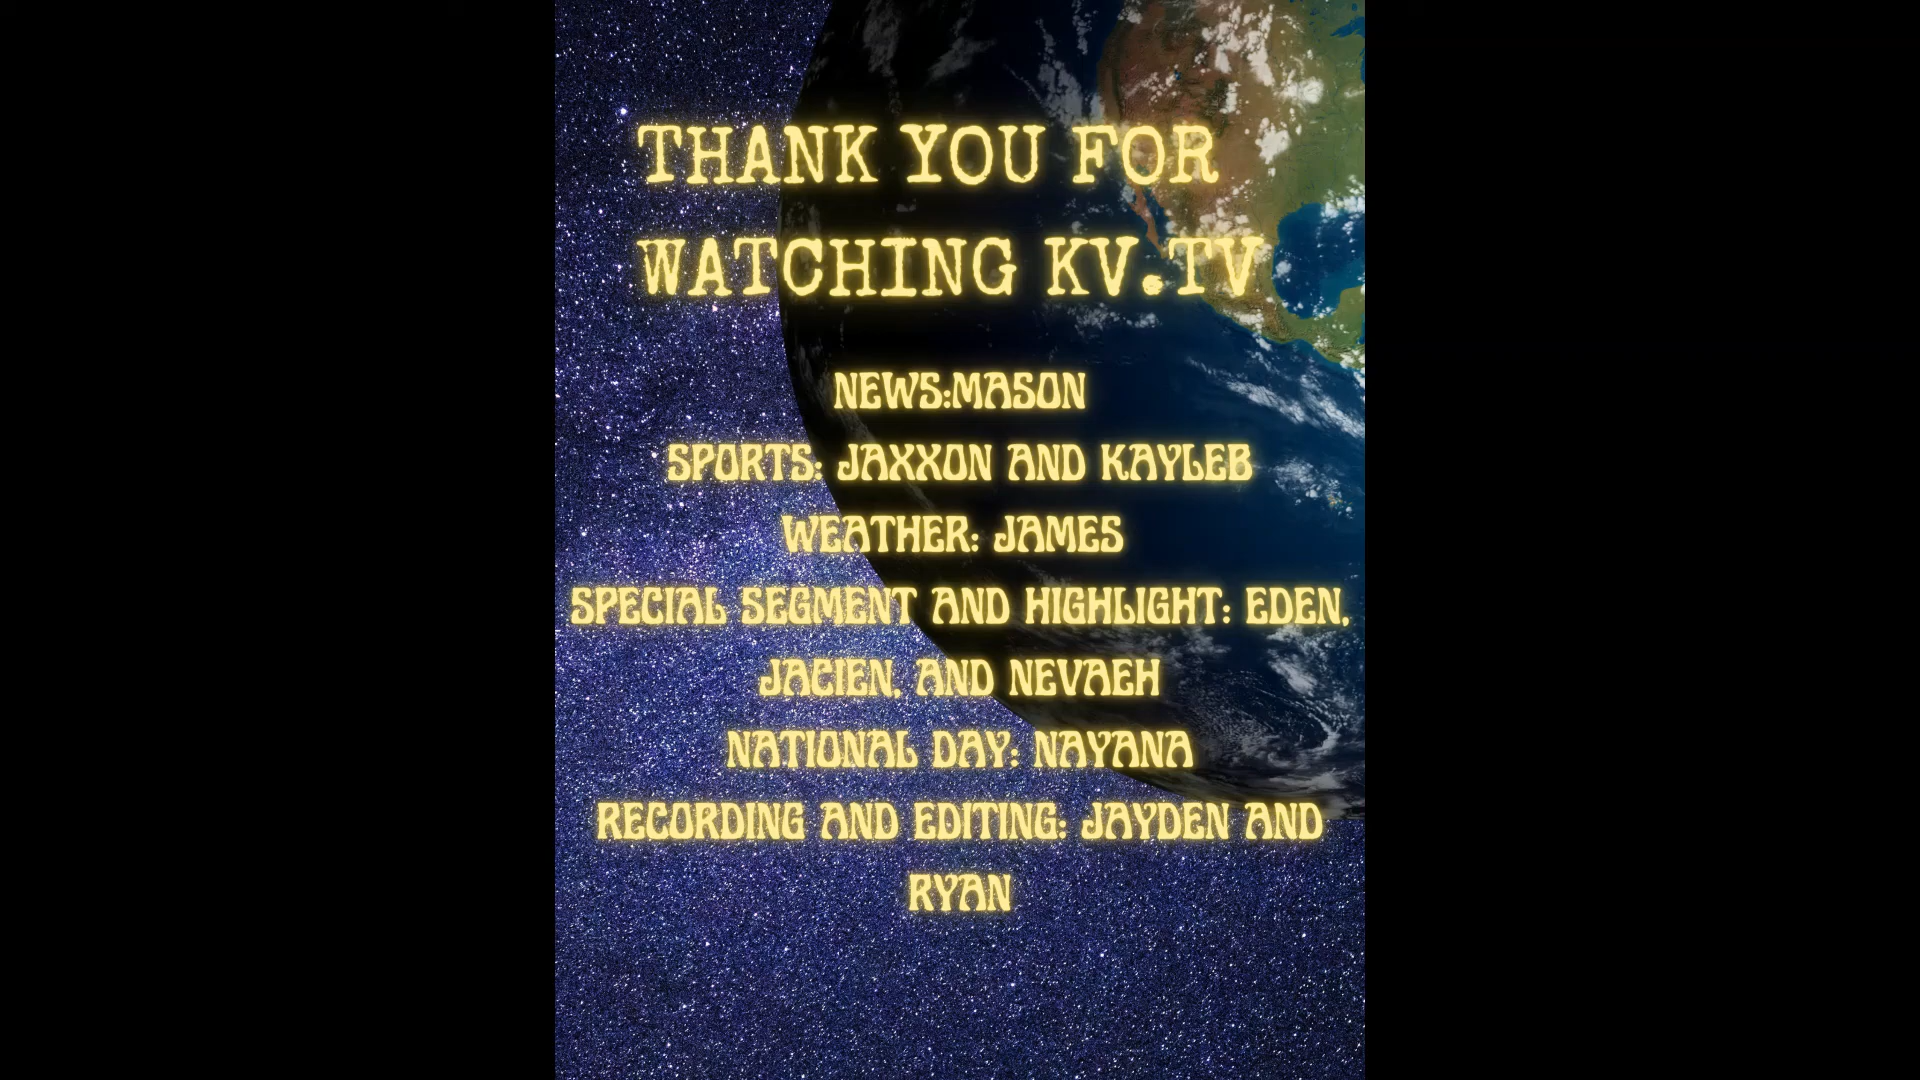 THANK YOU FOR
WATCHING KV.TV
NEWS:MASON
SPORTS: JAXXON AND KAYLEB
WEATHER: JAMES
SPECIAL SEGMENT AND HIGHLIGHT: EDEN,
JACIEN, AND NEVAEH
NATIONAL DAY: NAYANA
RECORDING AND EDITING: JAYDEN AND
RYAN